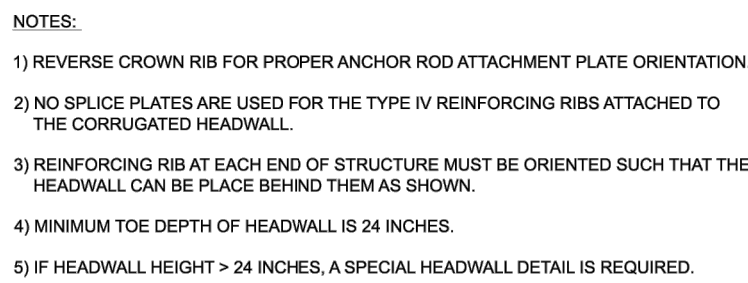 NOTES:
1) REVERSE CROWN RIB FOR PROPER ANCHOR ROD ATTACHMENT PLATE ORIENTATION.
2) NO SPLICE PLATES ARE USED FOR THE TYPE IV REINFORCING RIBS ATTACHED TO
THE CORRUGATED HEADWALL.
3) REINFORCING RIB AT EACH END OF STRUCTURE MUST BE ORIENTED SUCH THAT THE
HEADWALL CAN BE PLACE BEHIND THEM AS SHOWN.
4) MINIMUM TOE DEPTH OF HEADWALL IS 24 INCHES.
5) IF HEADWALL HEIGHT > 24 INCHES, A SPECIAL HEADWALL DETAIL IS REQUIRED.